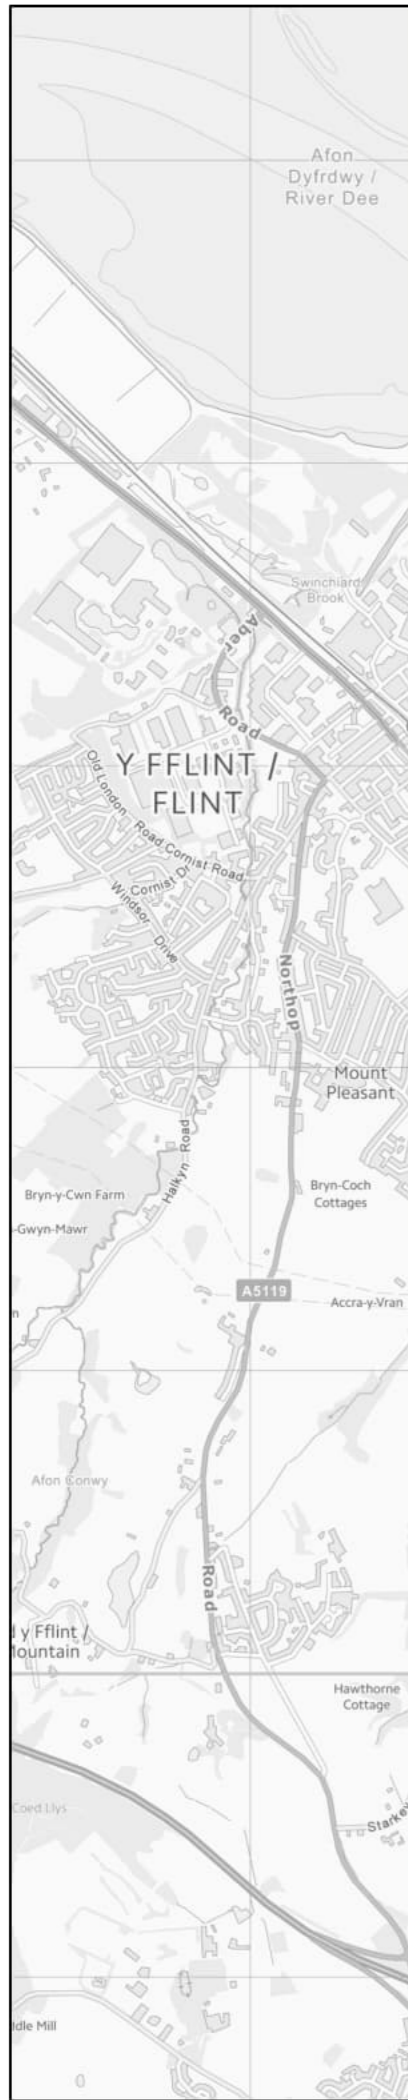 Afon
Dyfrdwy /
River Dee
Swinchiard
Brook
Aber
Road
Y FFLINT /
FLINT
Old London Road
Cornist Road
Cornist Dr
Windsor Drive
Northop
Mount
Pleasant
Halkyn Road
Bryn-y-Cwn Farm
Bryn-Coch
Cottages
-Gwyn-Mawr
A5119
Accra-y-Vran
Afon Conwy
Road
d y Fflint /
Mountain
Hawthorne
Cottage
Coed Llys
Starkey
ddle Mill